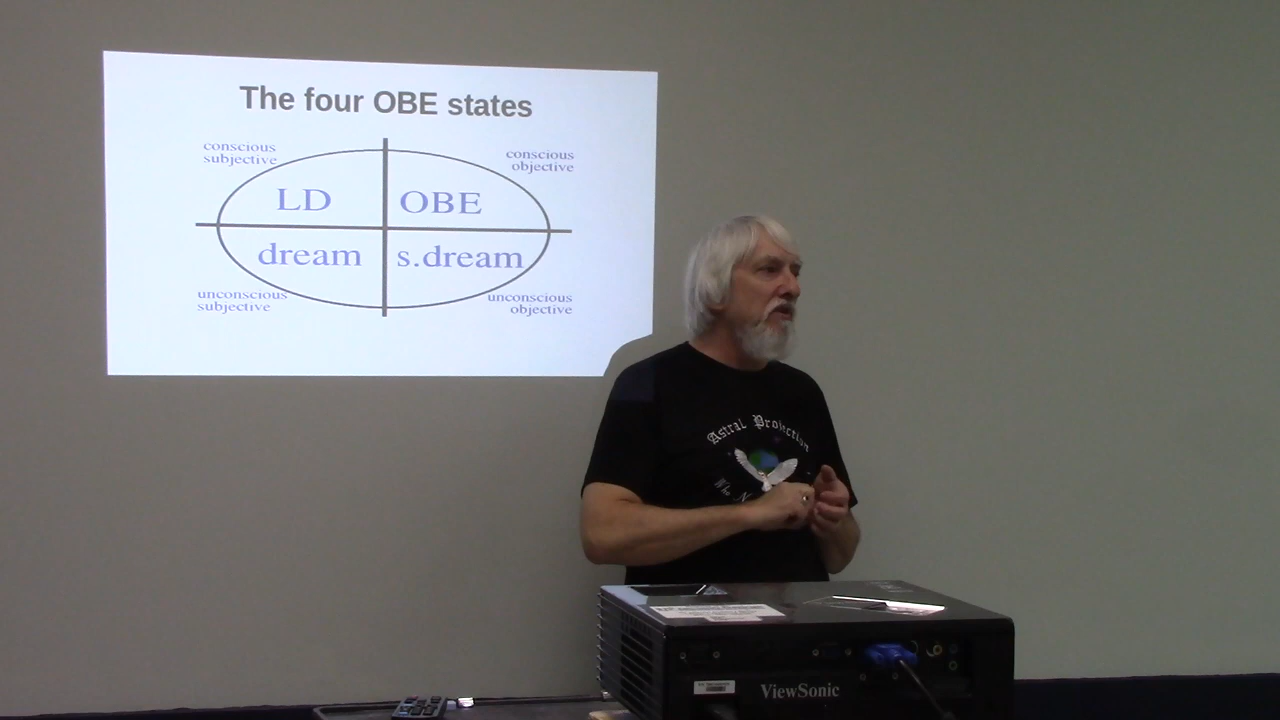 The four OBE states
conscious
subjective
conscious
objective
LD
OBE
dream
s.dream
unconscious
subjective
unconscious
objective
Astral Projection
ViewSonic